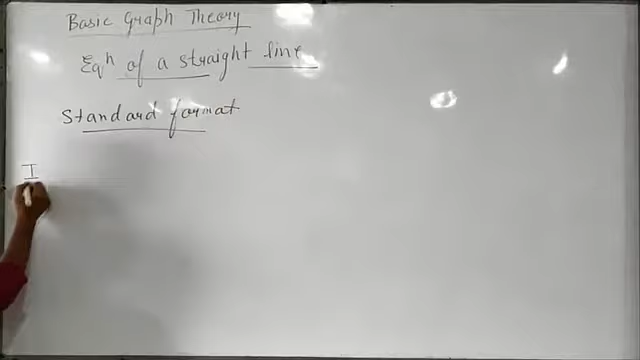 Basic Graph Theory
Eqⁿ of a straight line
Standard format
I